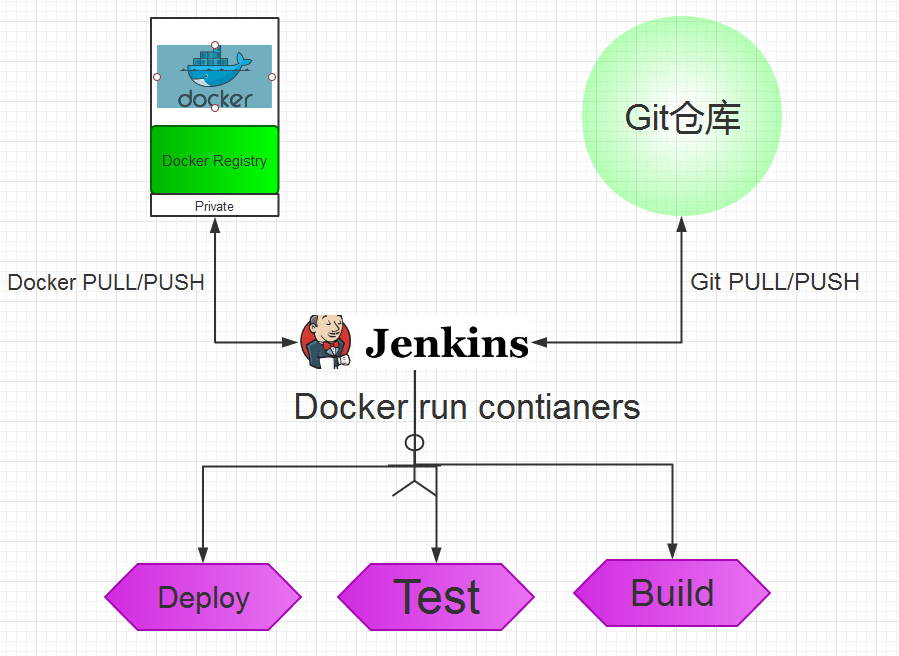 docker
Docker Registry
Private
Git仓库
Docker PULL/PUSH
Git PULL/PUSH
Jenkins
Docker run contianers
Deploy
Test
Build